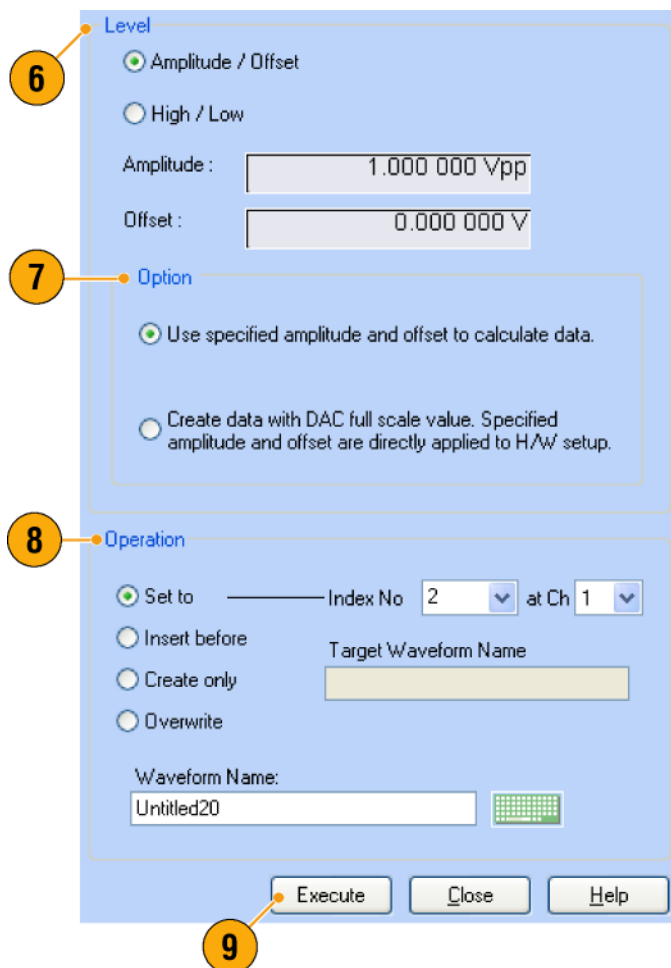 Level
6
Amplitude / Offset
High / Low
Amplitude : 1.000 000 Vpp
Offset : 0.000 000 V
7
Option
Use specified amplitude and offset to calculate data.
Create data with DAC full scale value. Specified
amplitude and offset are directly applied to H/W setup.
8
Operation
Set to Index No 2 at Ch 1
Insert before
Target Waveform Name
Create only
Overwrite
Waveform Name:
Untitled20
Execute Close Help
9